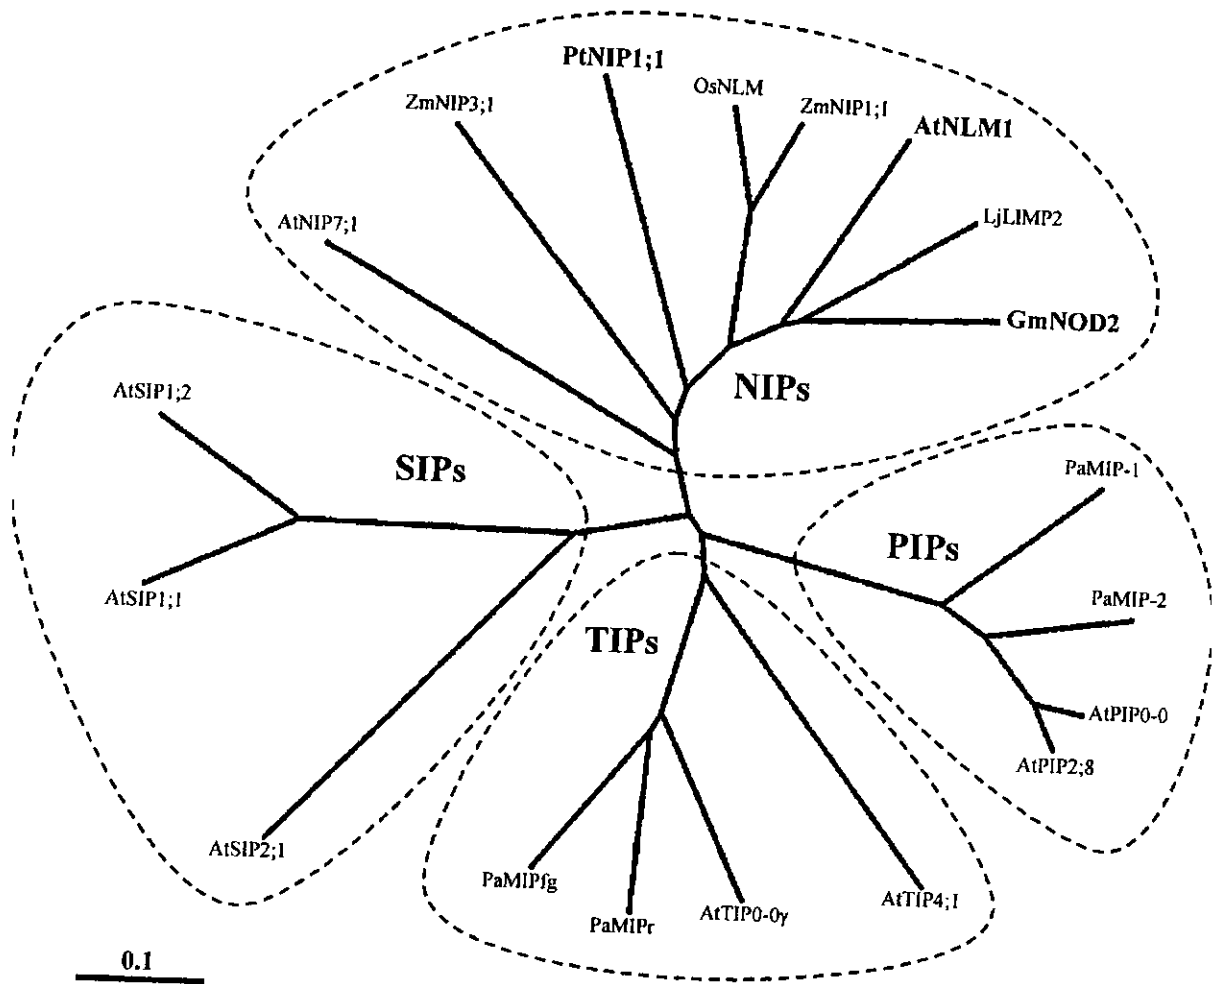 PtNIP1;1
OsNLM
ZmNIP3;1
ZmNIP1;1
AtNLM1
AtNIP7;1
LjLIMP2
GmNOD2
NIPs
AtSIP1;2
SIPs
PaMIP-1
PIPs
AtSIP1;1
PaMIP-2
TIPs
AtPIP0-0
AtPIP2;8
AtSIP2;1
PaMIPfg
AtTIP4;1
PaMIPr
AtTIP0-0γ
0.1